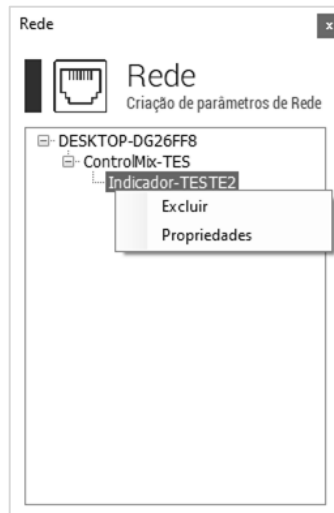 Rede
x
Rede
Criação de parâmetros de Rede
DESKTOP-DG26FF8
ControlMix-TES
Indicador-TESTE2
Excluir
Propriedades